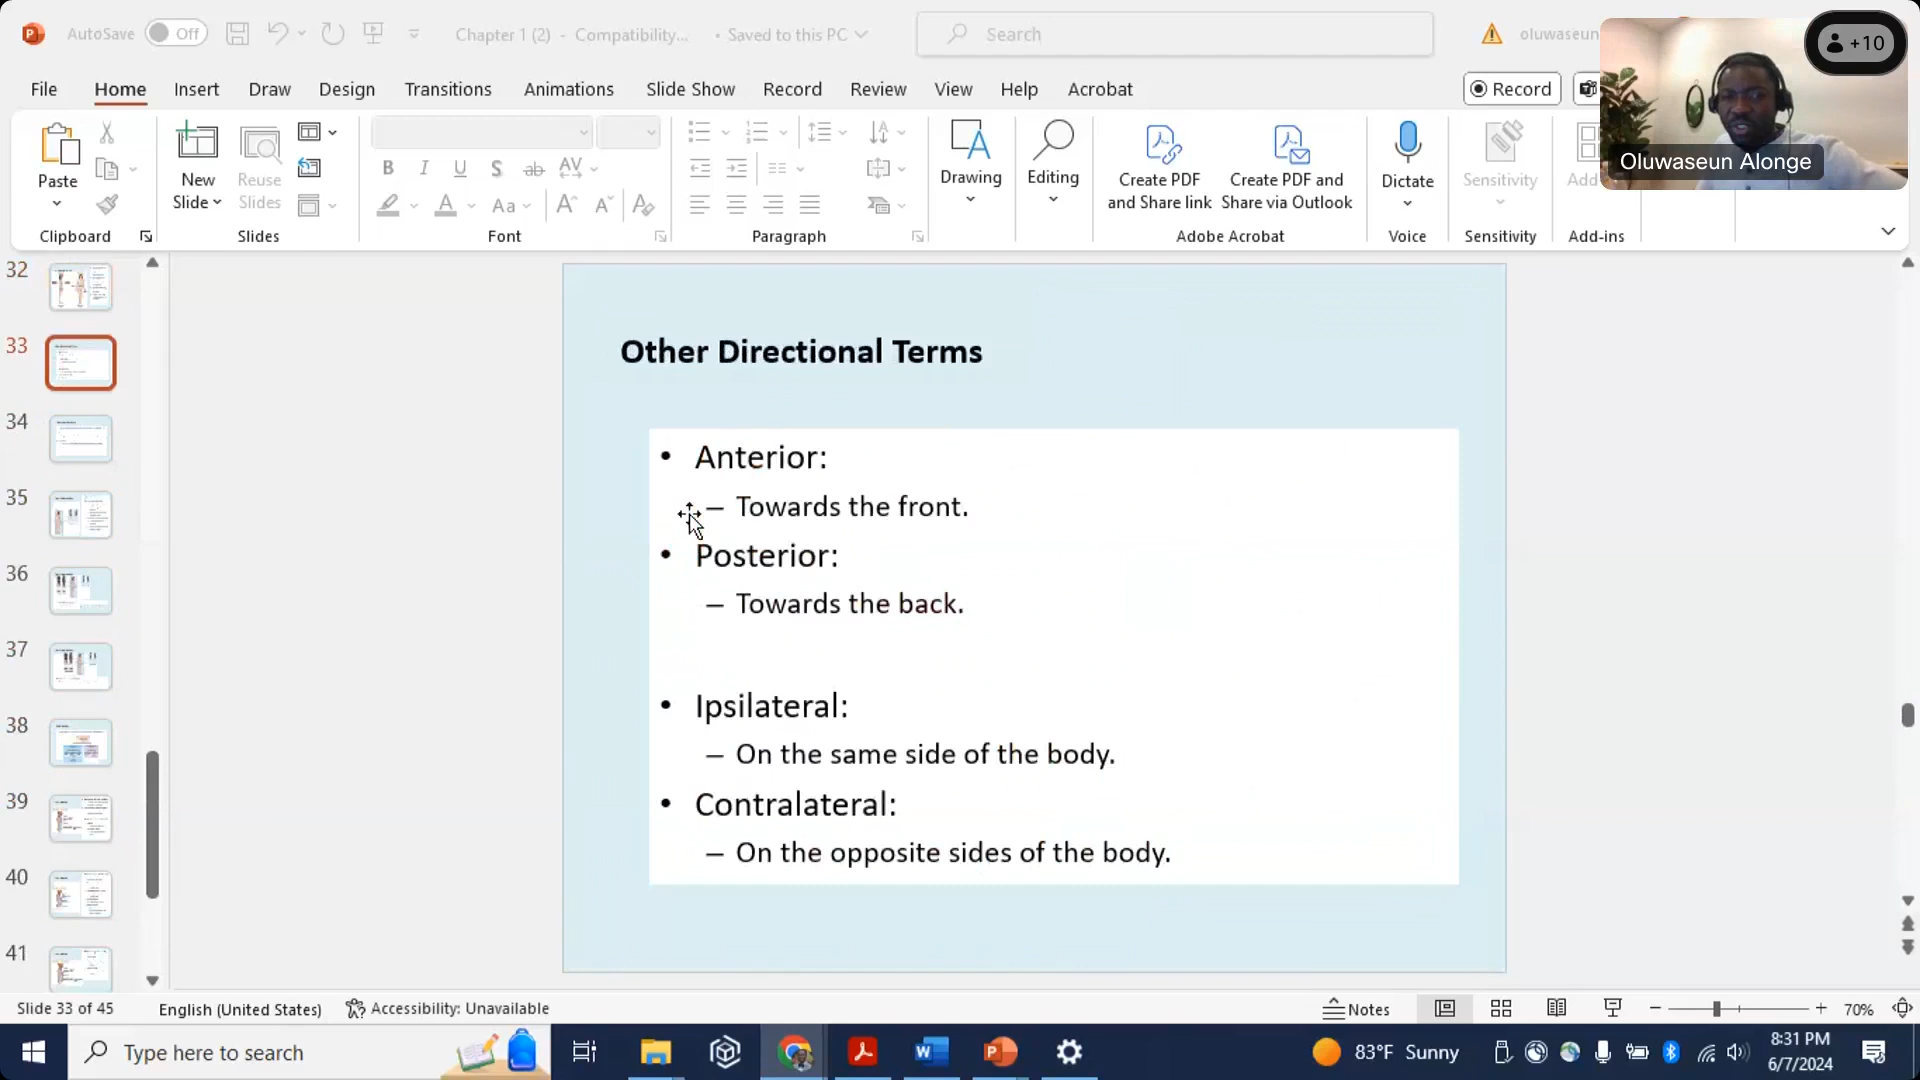 AutoSave Off Chapter 1 (2) - Compatibility... • Saved to this PC Search oluwaseun +10
File Home Insert Draw Design Transitions Animations Slide Show Record Review View Help Acrobat Record
Oluwaseun Alonge
Paste
New Slide
Reuse Slides
Drawing
Editing
Create PDF and Share link
Create PDF and Share via Outlook
Dictate
Sensitivity
Add
Clipboard Slides Font Paragraph Adobe Acrobat Voice Sensitivity Add-ins
32
33
34
35
36
37
38
39
40
41
Other Directional Terms
• Anterior:
– Towards the front.
• Posterior:
– Towards the back.
• Ipsilateral:
– On the same side of the body.
• Contralateral:
– On the opposite sides of the body.
Slide 33 of 45 English (United States) Accessibility: Unavailable Notes 70%
Type here to search 83°F Sunny 8:31 PM
6/7/2024